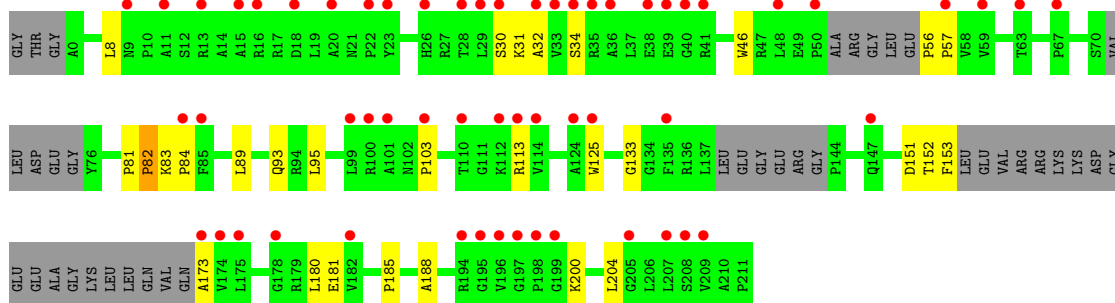 GLY THR GLY A0 L8 N9 P10 A11 S12 R13 A14 A15 R16 R17 D18 L19 A20 N21 P22 Y23 H26 R27 T28 L29 S30 K31 A32 V33 S34 R35 A36 L37 E38 E39 G40 R41 W46 R47 L48 E49 P50 ALA ARG GLY LEU GLU P56 P57 V58 V59 T63 P67 S70 VAL
LEU ASP GLU GLY Y76 P81 P82 K83 P84 F85 L89 Q93 R94 L95 L99 R100 A101 N102 P103 T110 G111 K112 R113 V114 A124 W125 G133 G134 F135 R136 L137 LEU GLU GLY GLU ARG GLY P144 Q147 D151 T152 F153 LEU GLU VAL ARG ARG LYS LYS ASP GLY
GLU GLU ALA GLY LYS LEU LEU GLN VAL GLN A173 V174 L175 G178 R179 L180 E181 V182 P185 A188 R194 G195 V196 G197 P198 G199 K200 L204 G205 L206 L207 S208 V209 A210 P211